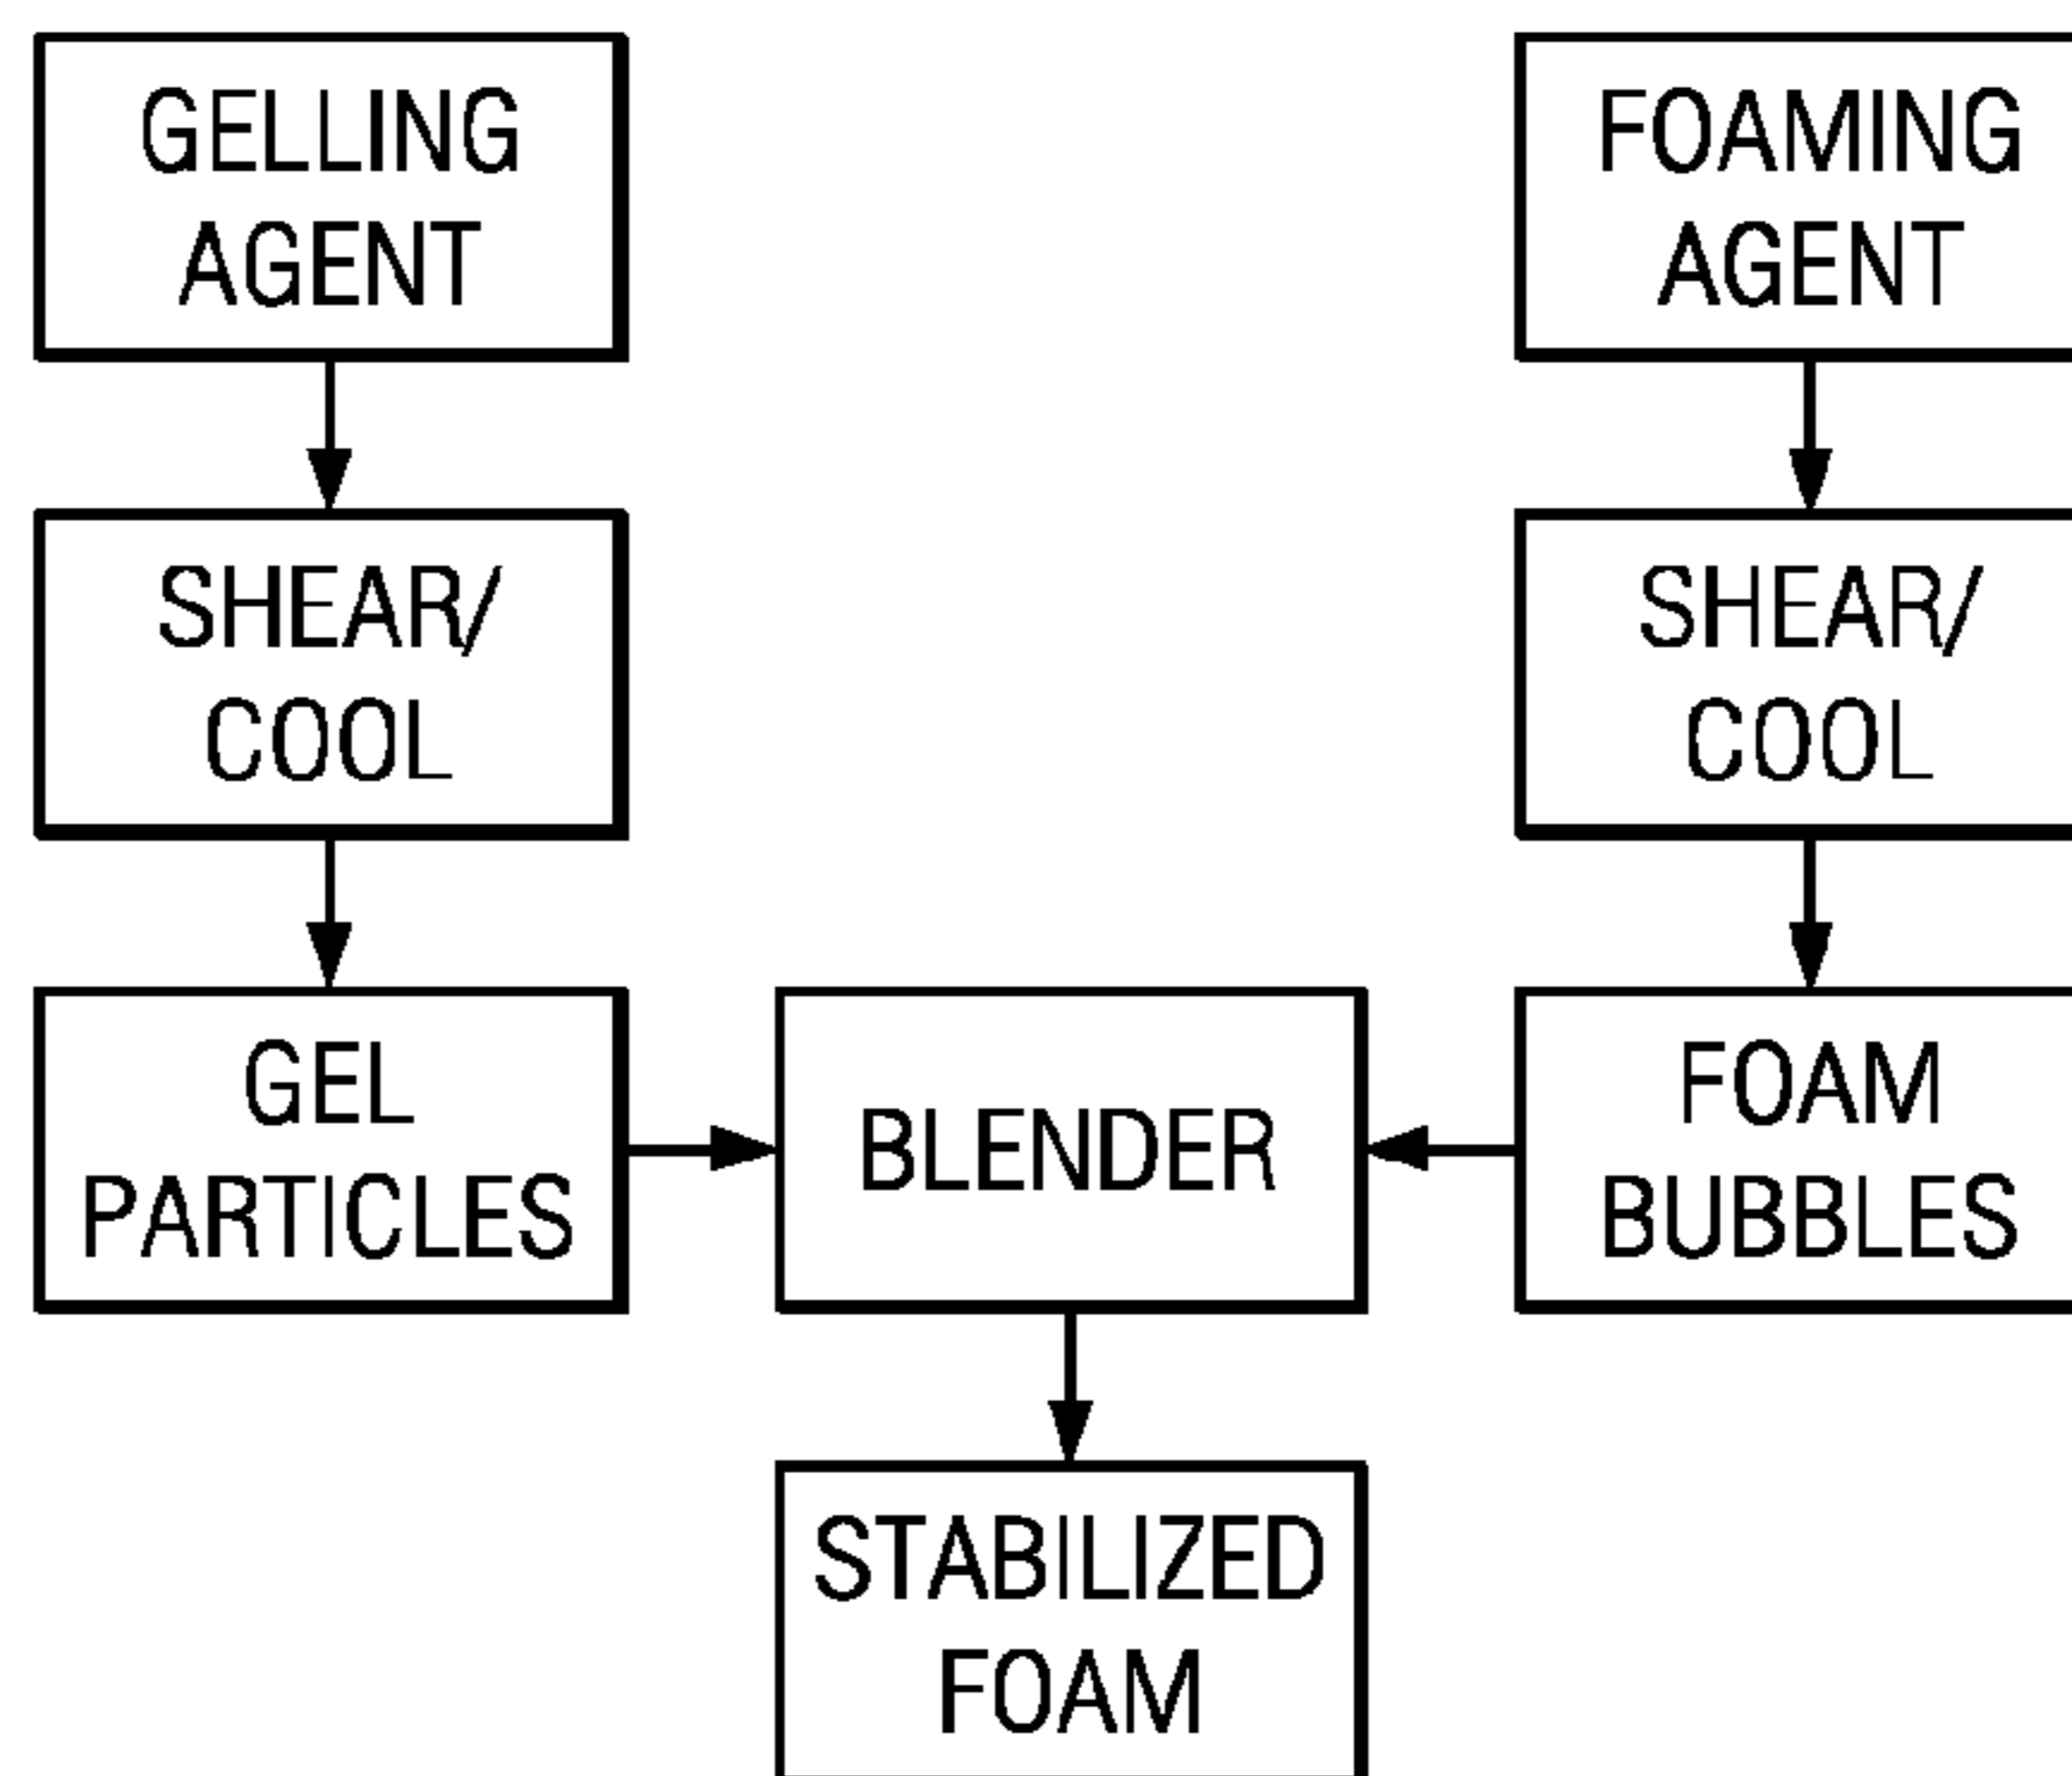 GELLING
AGENT
FOAMING
AGENT
SHEAR/
COOL
SHEAR/
COOL
GEL
PARTICLES
BLENDER
FOAM
BUBBLES
STABILIZED
FOAM